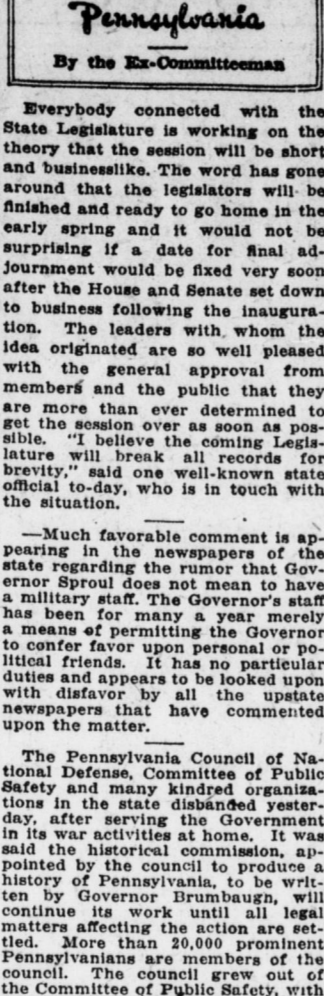 Pennsylvania
By the Ex-Committeeman
Everybody connected with the
State Legislature is working on the
theory that the session will be short
and businesslike. The word has gone
around that the legislators will be
finished and ready to go home in the
early spring and it would not be
surprising if a date for final ad-
journment would be fixed very soon
after the House and Senate set down
to business following the inaugura-
tion. The leaders with whom the
idea originated are so well pleased
with the general approval from
members and the public that they
are more than ever determined to
get the session over as soon as pos-
sible. "I believe the coming Legis-
lature will break all records for
brevity," said one well-known state
official to-day, who is in touch with
the situation.
—Much favorable comment is ap-
pearing in the newspapers of the
state regarding the rumor that Gov-
ernor Sproul does not mean to have
a military staff. The Governor's staff
has been for many a year merely
a means of permitting the Governor
to confer favor upon personal or po-
litical friends. It has no particular
duties and appears to be looked upon
with disfavor by all the upstate
newspapers that have commented
upon the matter.
The Pennsylvania Council of Na-
tional Defense, Committee of Public
Safety and many kindred organiza-
tions in the state disbanded yester-
day, after serving the Government
in its war activities at home. It was
said the historical commission, ap-
pointed by the council to produce a
history of Pennsylvania, to be writ-
ten by Governor Brumbaugh, will
continue its work until all legal
matters affecting the action are set-
tled. More than 20,000 prominent
Pennsylvanians are members of the
council. The council grew out of
the Committee of Public Safety, with